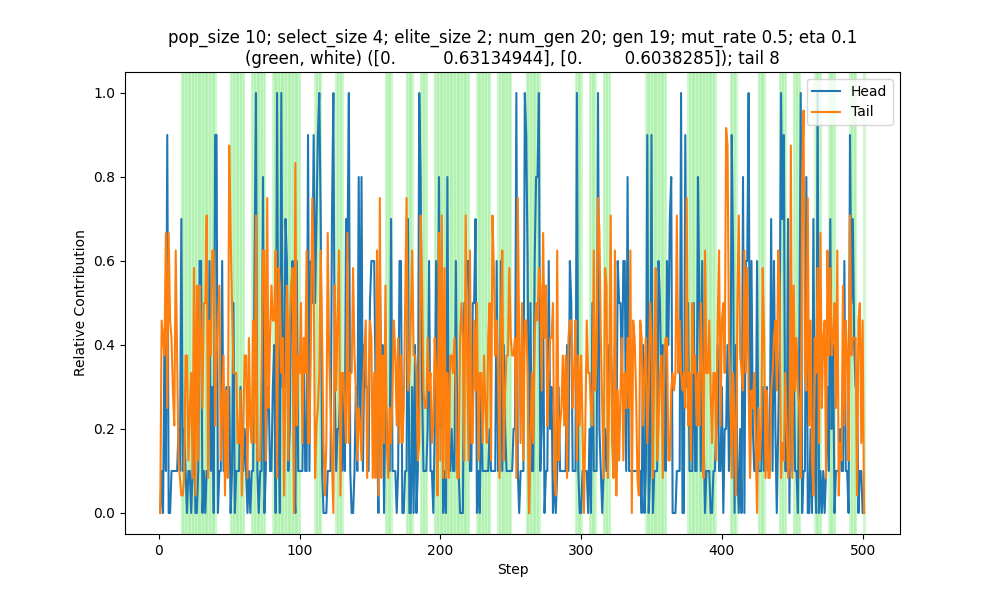 pop_size 10; select_size 4; elite_size 2; num_gen 20; gen 19; mut_rate 0.5; eta 0.1
(green, white) ([0. 0.63134944], [0. 0.6038285]); tail 8
Head
Tail
1.0
0.8
0.6
0.4
0.2
0.0
Relative Contribution
0 100 200 300 400 500
Step